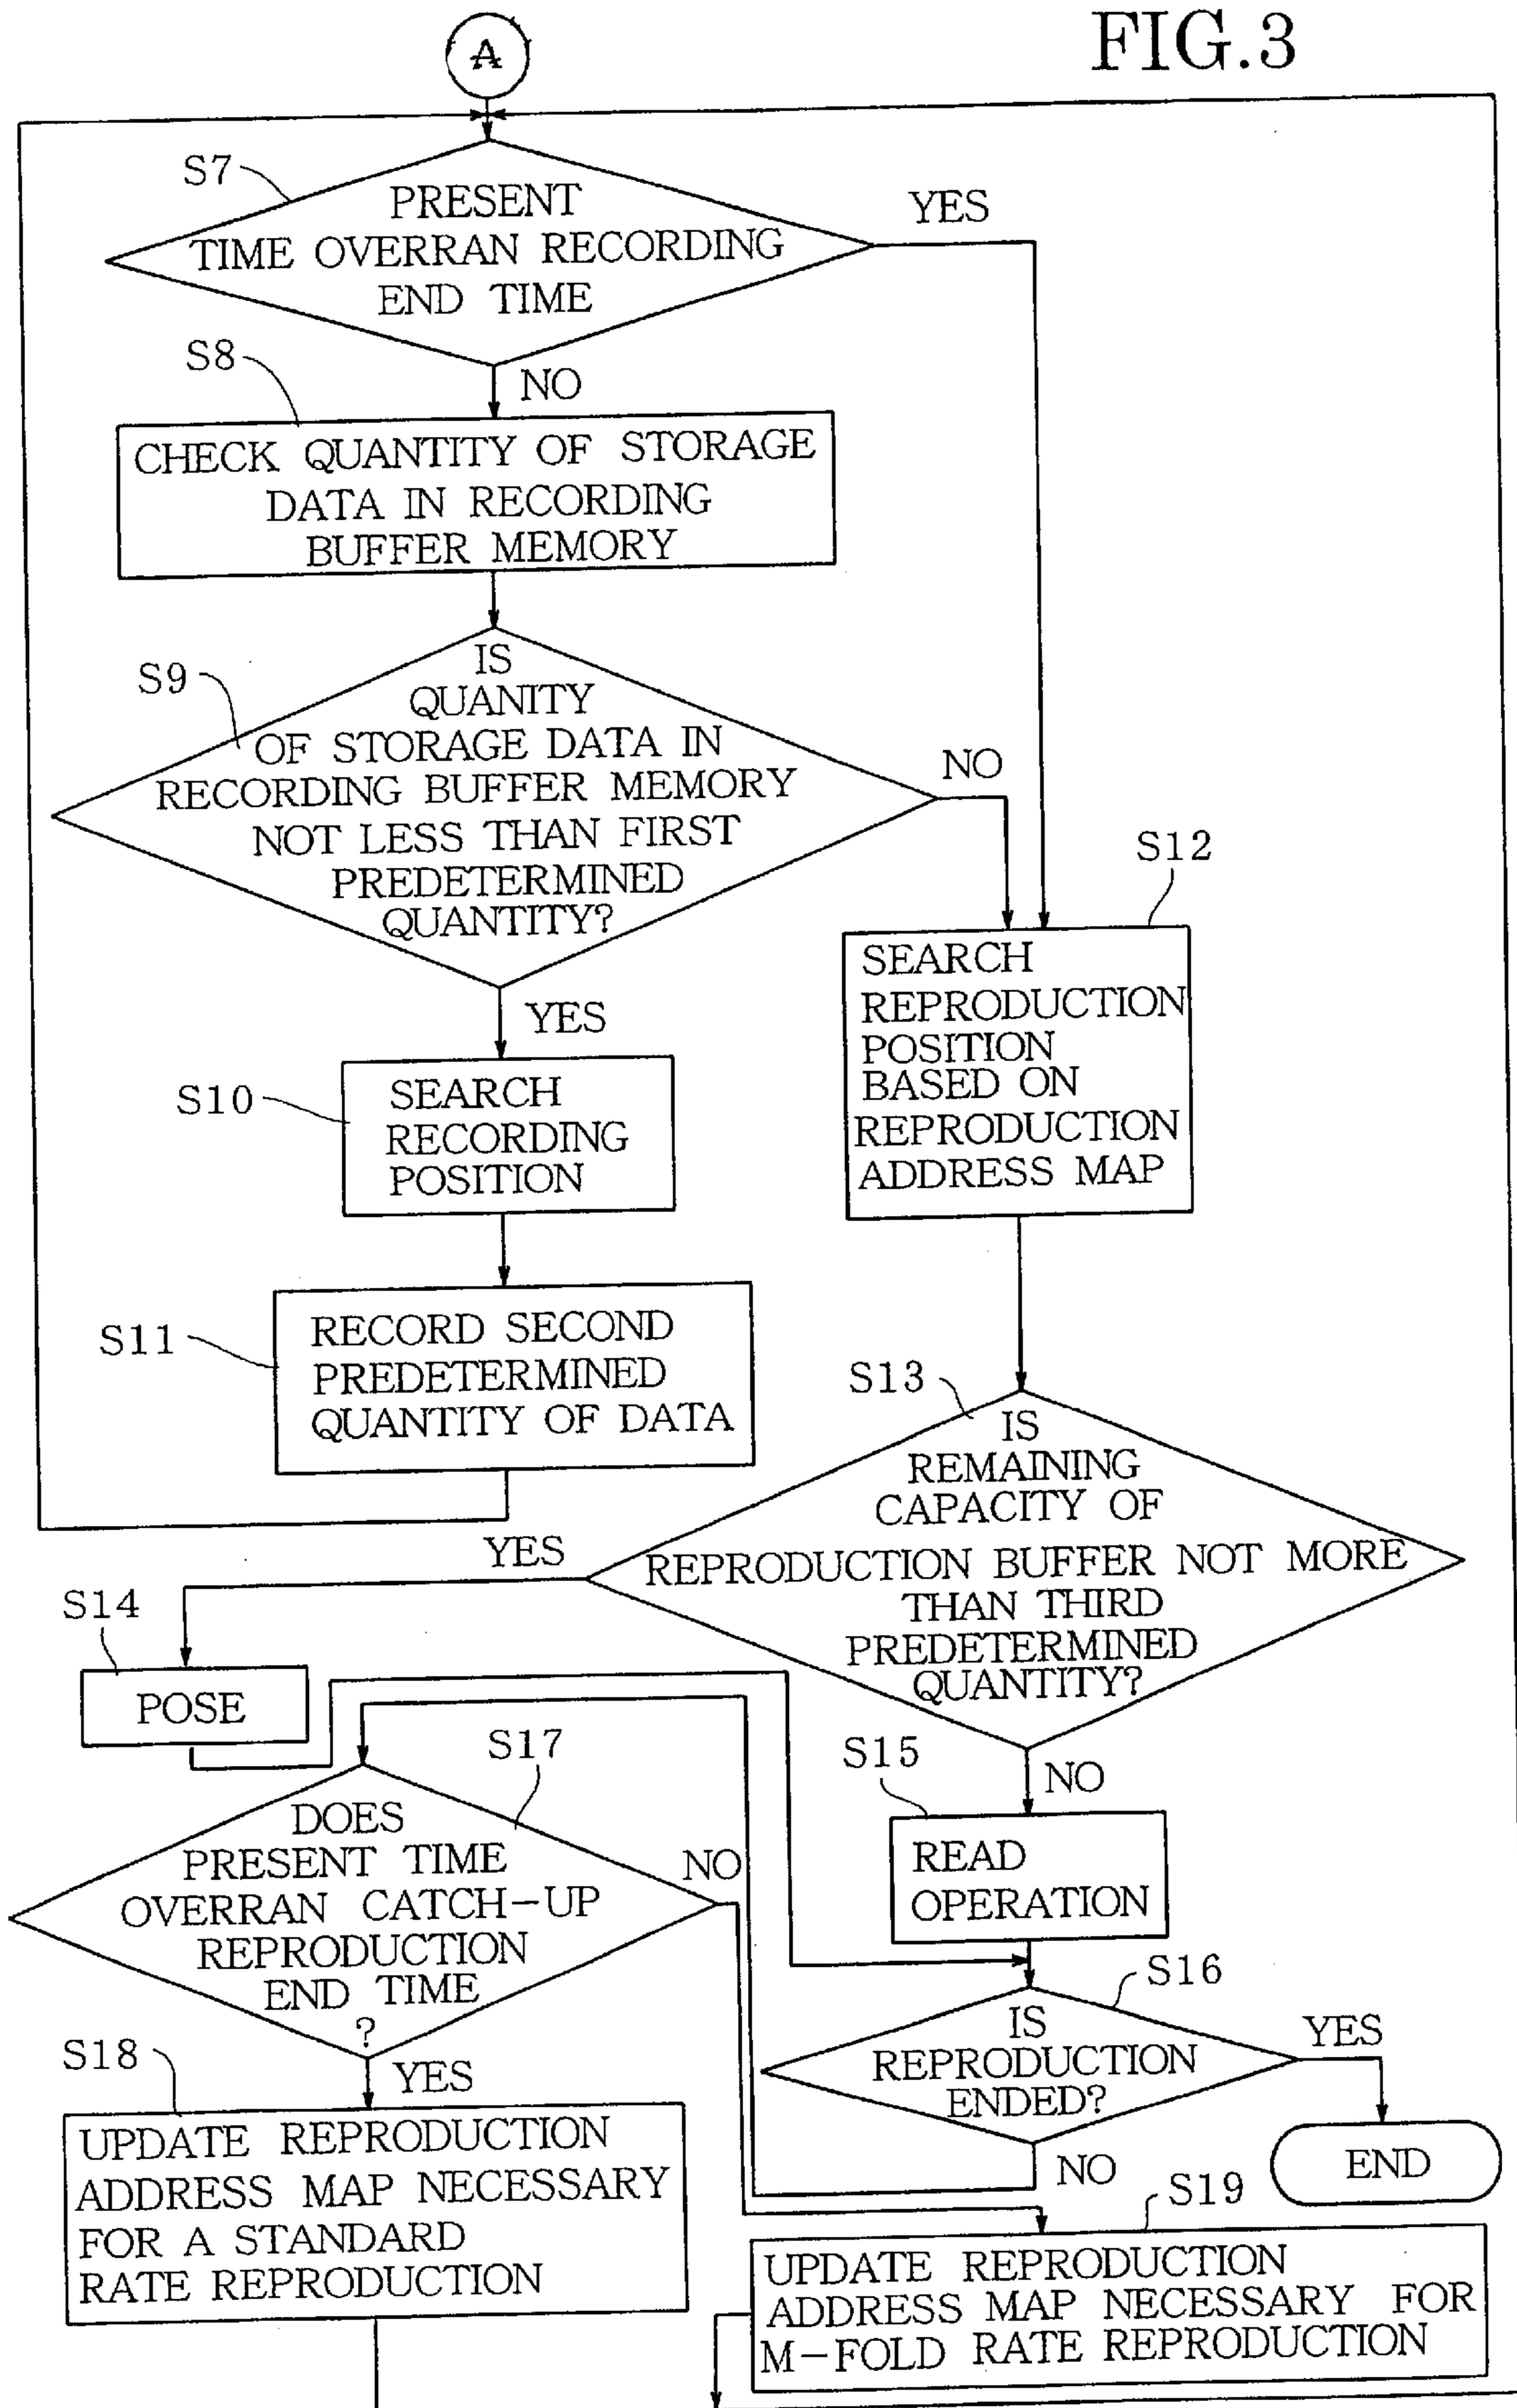 FIG.3
A
S7
PRESENT
TIME OVERRAN RECORDING
END TIME
YES
NO
S8
CHECK QUANTITY OF STORAGE
DATA IN RECORDING
BUFFER MEMORY
S9
IS
QUANITY
OF STORAGE DATA IN
RECORDING BUFFER MEMORY
NOT LESS THAN FIRST
PREDETERMINED
QUANTITY?
NO
YES
S10
SEARCH
RECORDING
POSITION
S11
RECORD SECOND
PREDETERMINED
QUANTITY OF DATA
S12
SEARCH
REPRODUCTION
POSITION
BASED ON
REPRODUCTION
ADDRESS MAP
S13
IS
REMAINING
CAPACITY OF
REPRODUCTION BUFFER NOT MORE
THAN THIRD
PREDETERMINED
QUANTITY?
YES
NO
S14
POSE
S15
READ
OPERATION
S16
IS
REPRODUCTION
ENDED?
YES
NO
END
S17
DOES
PRESENT TIME
OVERRAN CATCH-UP
REPRODUCTION
END TIME
?
NO
YES
S18
UPDATE REPRODUCTION
ADDRESS MAP NECESSARY
FOR A STANDARD
RATE REPRODUCTION
S19
UPDATE REPRODUCTION
ADDRESS MAP NECESSARY FOR
M-FOLD RATE REPRODUCTION